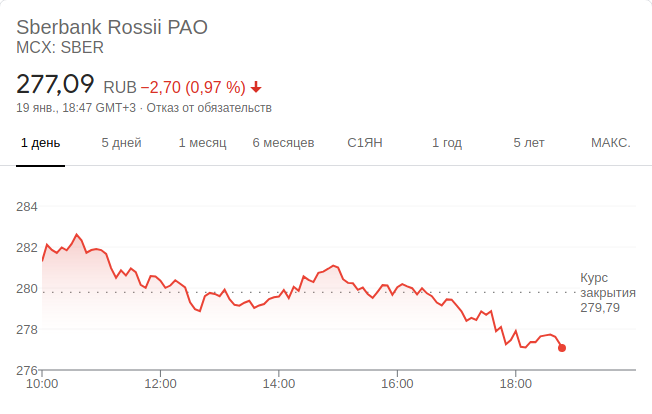 Sberbank Rossii PAO
MCX: SBER
277,09 RUB −2,70 (0,97 %)
19 янв., 18:47 GMT+3 · Отказ от обязательств
1 день 5 дней 1 месяц 6 месяцев С1ЯН 1 год 5 лет МАКС.
284
282
280
278
276
Курс
закрытия
279,79
10:00 12:00 14:00 16:00 18:00